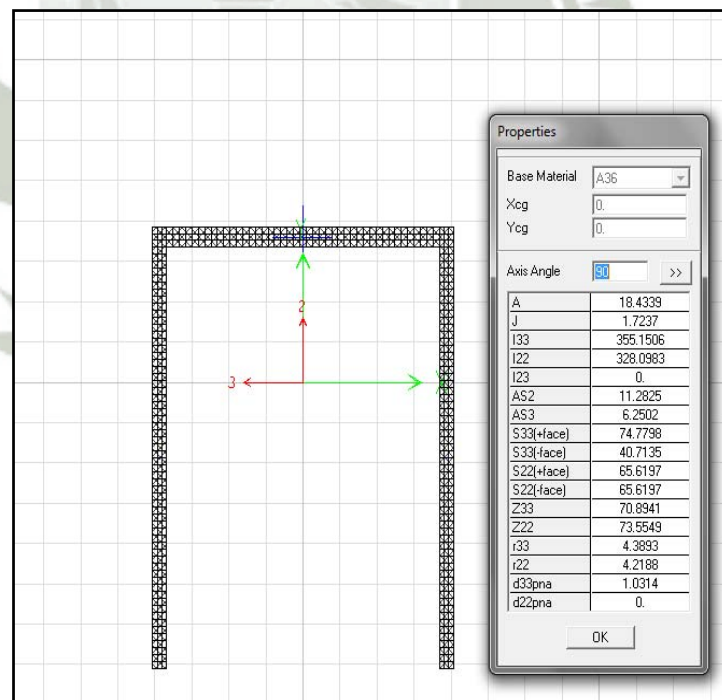 Properties
Base Material A36
Xcg 0.
Ycg 0.
Axis Angle 90 >>
A 18.4339
J 1.7237
I33 355.1506
I22 328.0983
I23 0.
AS2 11.2825
AS3 6.2502
S33(+face) 74.7798
S33(-face) 40.7135
S22(+face) 65.6197
S22(-face) 65.6197
Z33 70.8941
Z22 73.5549
r33 4.3893
r22 4.2188
d33pna 1.0314
d22pna 0.
OK
2
3